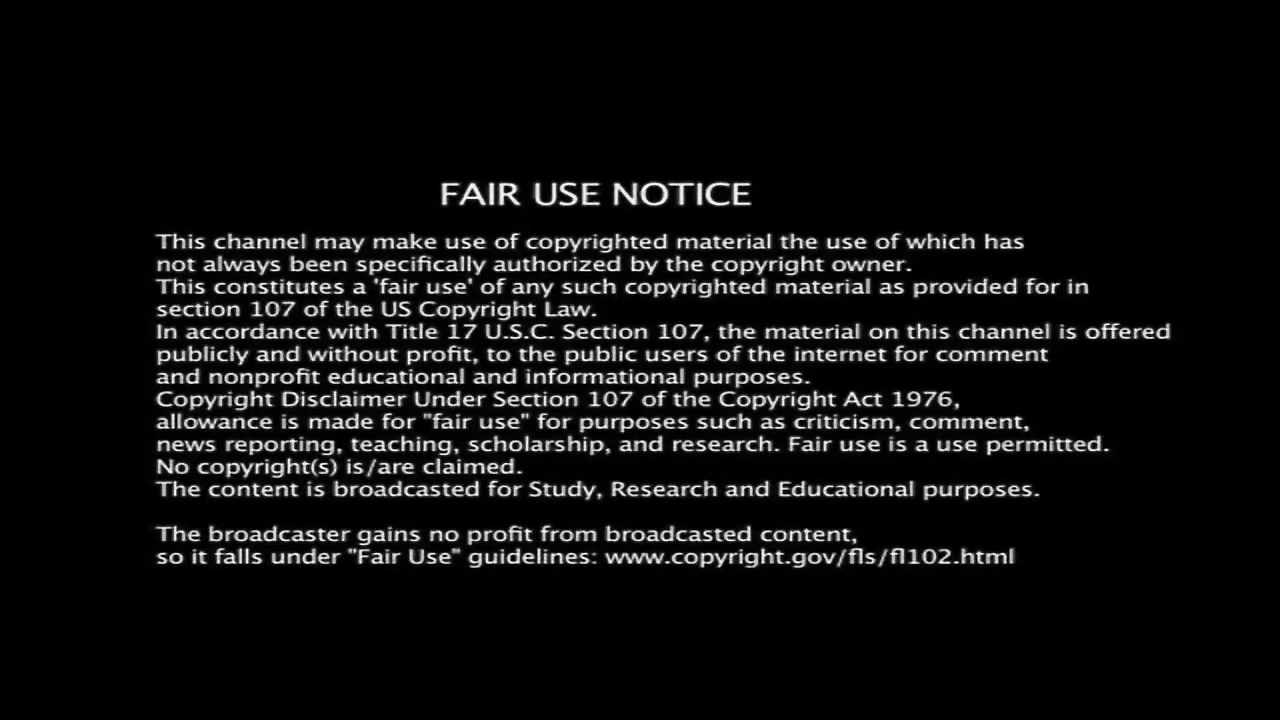 FAIR USE NOTICE
This channel may make use of copyrighted material the use of which has
not always been specifically authorized by the copyright owner.
This constitutes a 'fair use' of any such copyrighted material as provided for in
section 107 of the US Copyright Law.
In accordance with Title 17 U.S.C. Section 107, the material on this channel is offered
publicly and without profit, to the public users of the internet for comment
and nonprofit educational and informational purposes.
Copyright Disclaimer Under Section 107 of the Copyright Act 1976,
allowance is made for "fair use" for purposes such as criticism, comment,
news reporting, teaching, scholarship, and research. Fair use is a use permitted.
No copyright(s) is/are claimed.
The content is broadcasted for Study, Research and Educational purposes.
The broadcaster gains no profit from broadcasted content,
so it falls under "Fair Use" guidelines: www.copyright.gov/fls/fl102.html